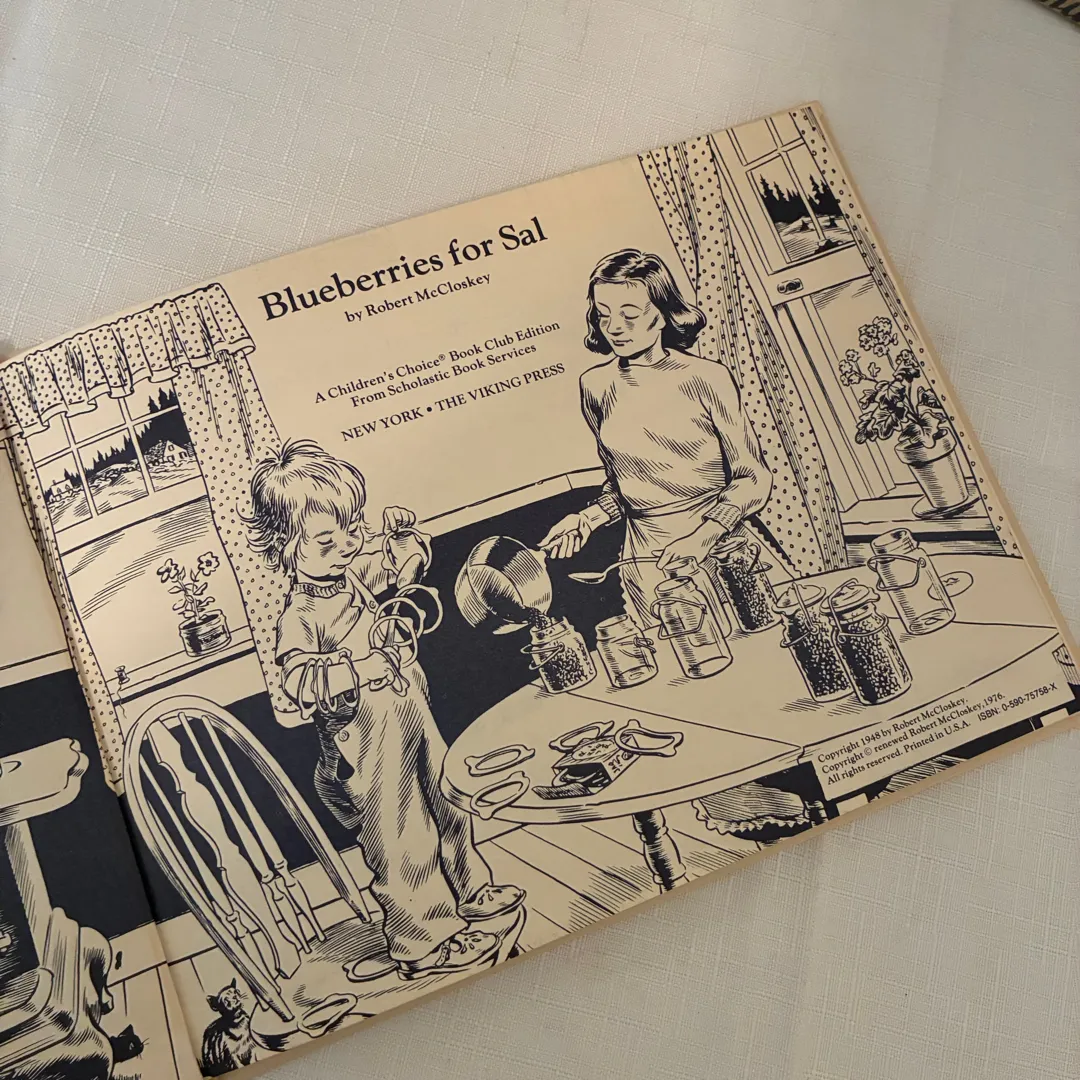 Blueberries for Sal
by Robert McCloskey
A Children's Choice® Book Club Edition
From Scholastic Book Services
NEW YORK • THE VIKING PRESS
Copyright 1948 by Robert McCloskey.
Copyright © renewed Robert McCloskey, 1976.
All rights reserved. Printed in U.S.A. ISBN: 0-590-75758-X